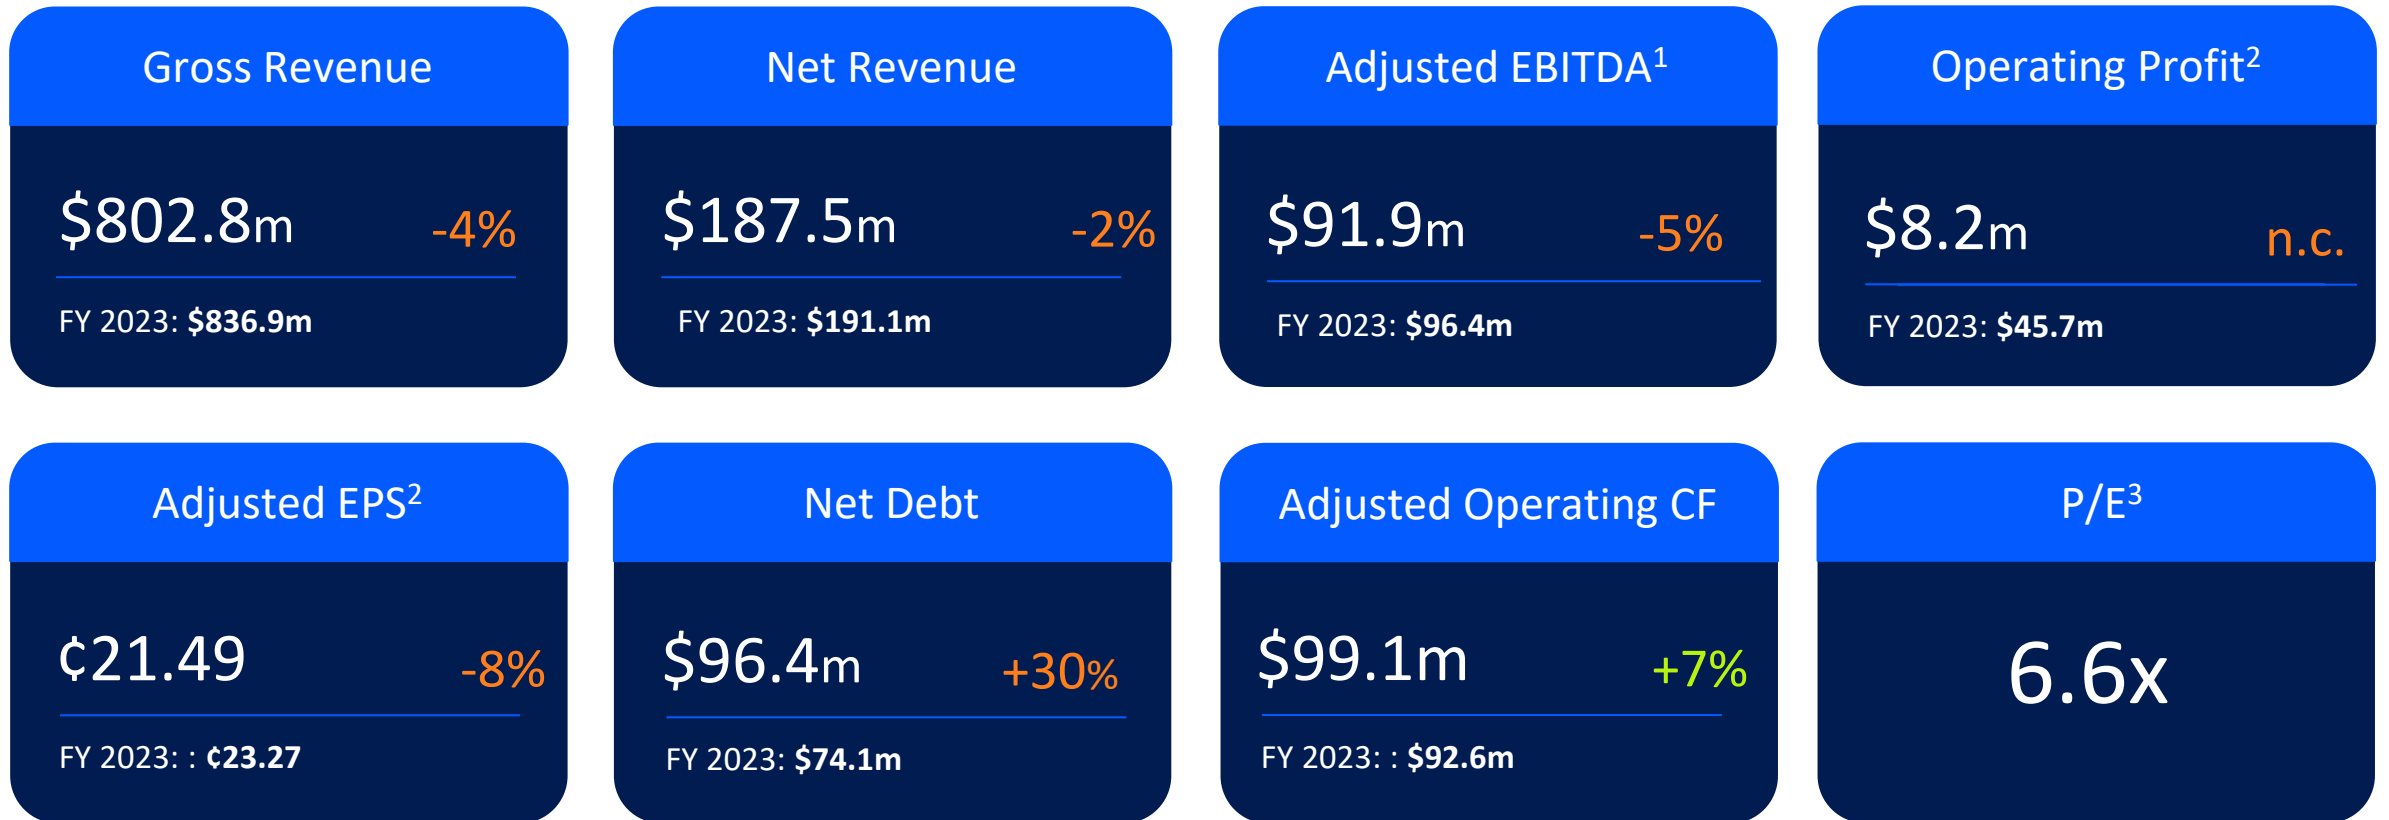 Gross Revenue
$802.8m -4%
FY 2023: $836.9m
Net Revenue
$187.5m -2%
FY 2023: $191.1m
Adjusted EBITDA¹
$91.9m -5%
FY 2023: $96.4m
Operating Profit²
$8.2m n.c.
FY 2023: $45.7m
Adjusted EPS²
¢21.49 -8%
FY 2023: : ¢23.27
Net Debt
$96.4m +30%
FY 2023: $74.1m
Adjusted Operating CF
$99.1m +7%
FY 2023: : $92.6m
P/E³
6.6x